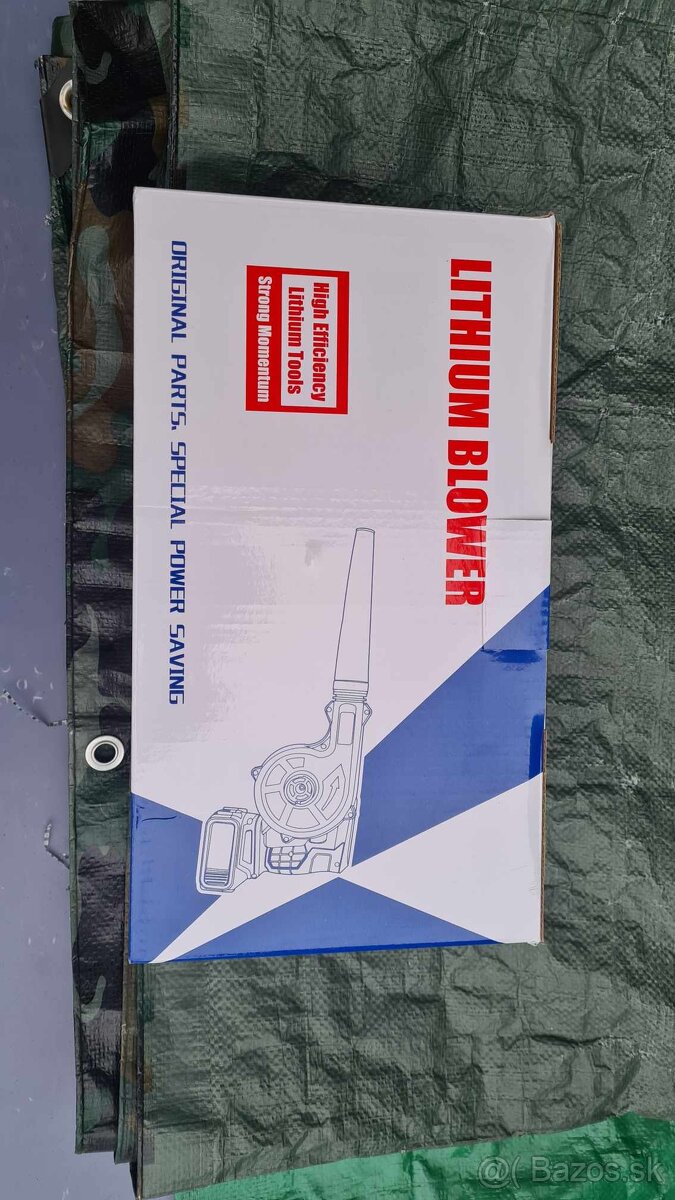 LITHIUM BLOWER
High Efficiency
Lithium Tools
Strong Momentum
ORIGINAL PARTS, SPECIAL POWER SAVING
@( Bazos.sk